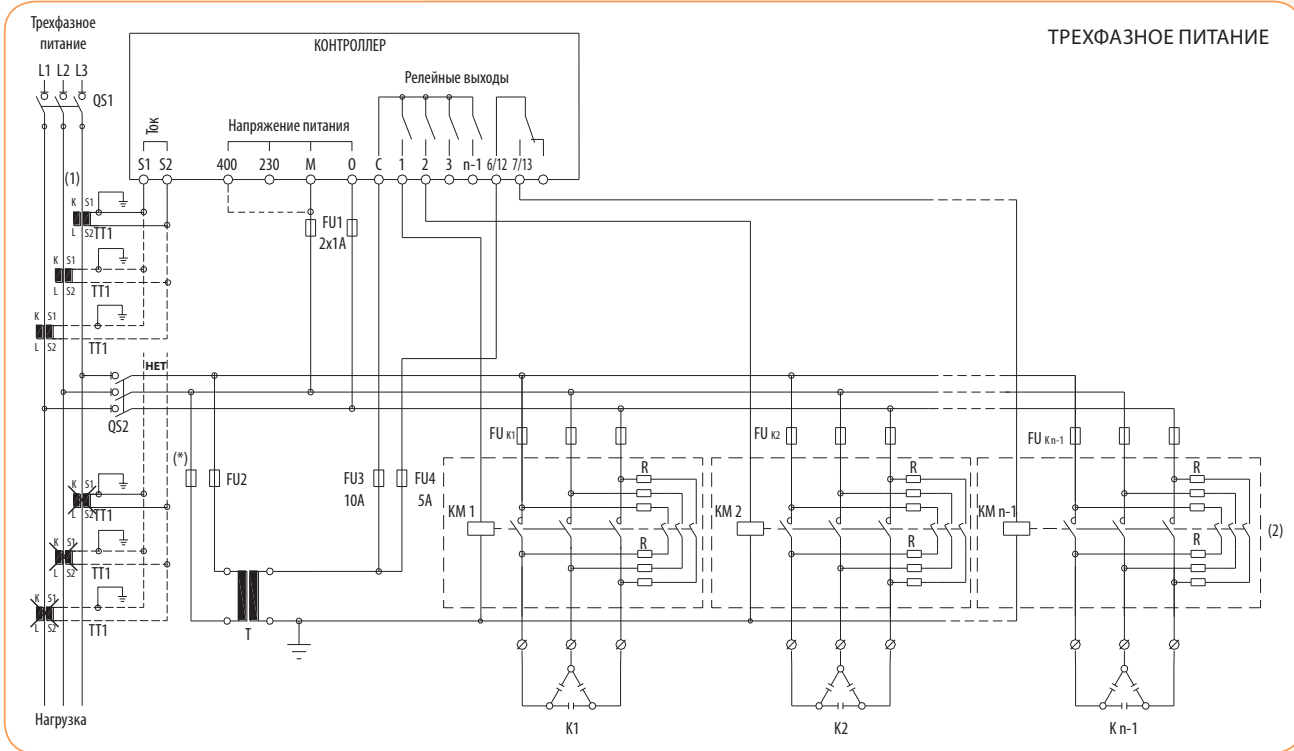 Трехфазное
питание
L1 L2 L3
QS1
КОНТРОЛЛЕР
ТРЕХФАЗНОЕ ПИТАНИЕ
Релейные выходы
Ток
Напряжение питания
S1 S2 400 230 M 0 C 1 2 3 n-1 6/12 7/13
(1)
K S1
L S2 TT1
FU1
2x1A
K S1
L S2 TT1
K S1
L S2 TT1
НЕТ
QS2
(*)
FU2
FU3
10A
FU4
5A
FU K1
FU K2
FU K n-1
R
R
R
KM 1
KM 2
KM n-1
(2)
R
R
R
K S1
L S2 TT1
K S1
L S2 TT1
K S1
L S2 TT1
T
Нагрузка
K1
K2
K n-1